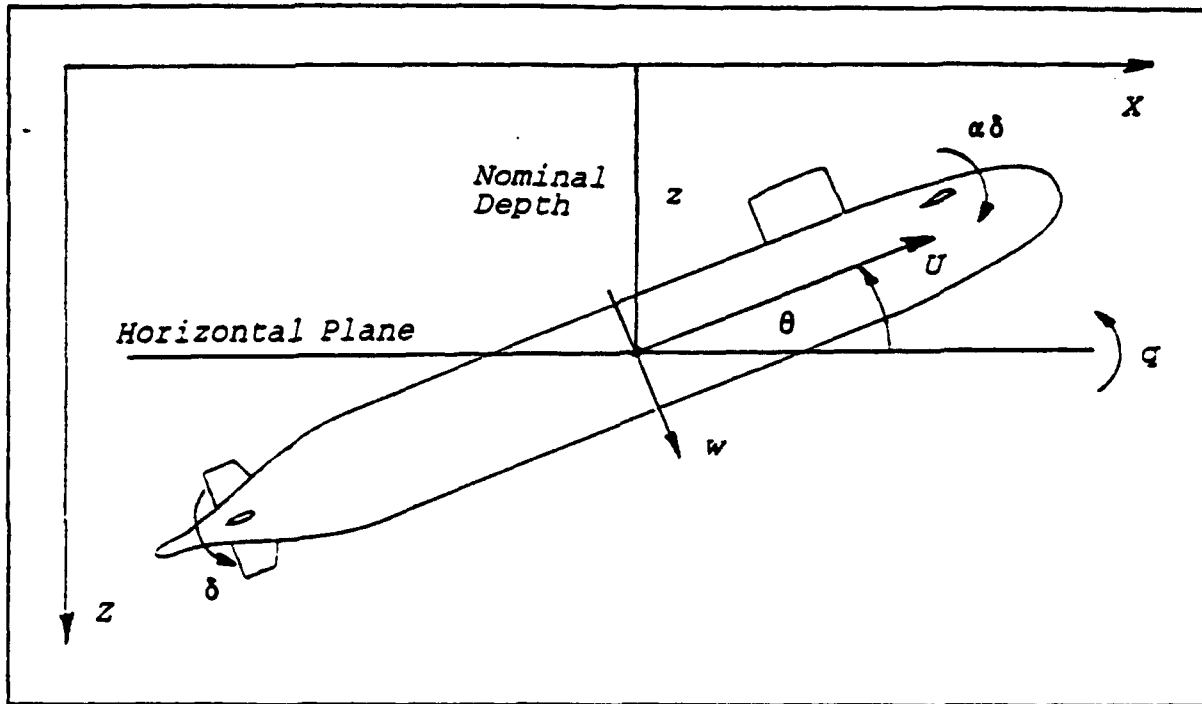 X
αδ
Nominal
Depth
z
U
θ
Horizontal Plane
q
w
δ
Z